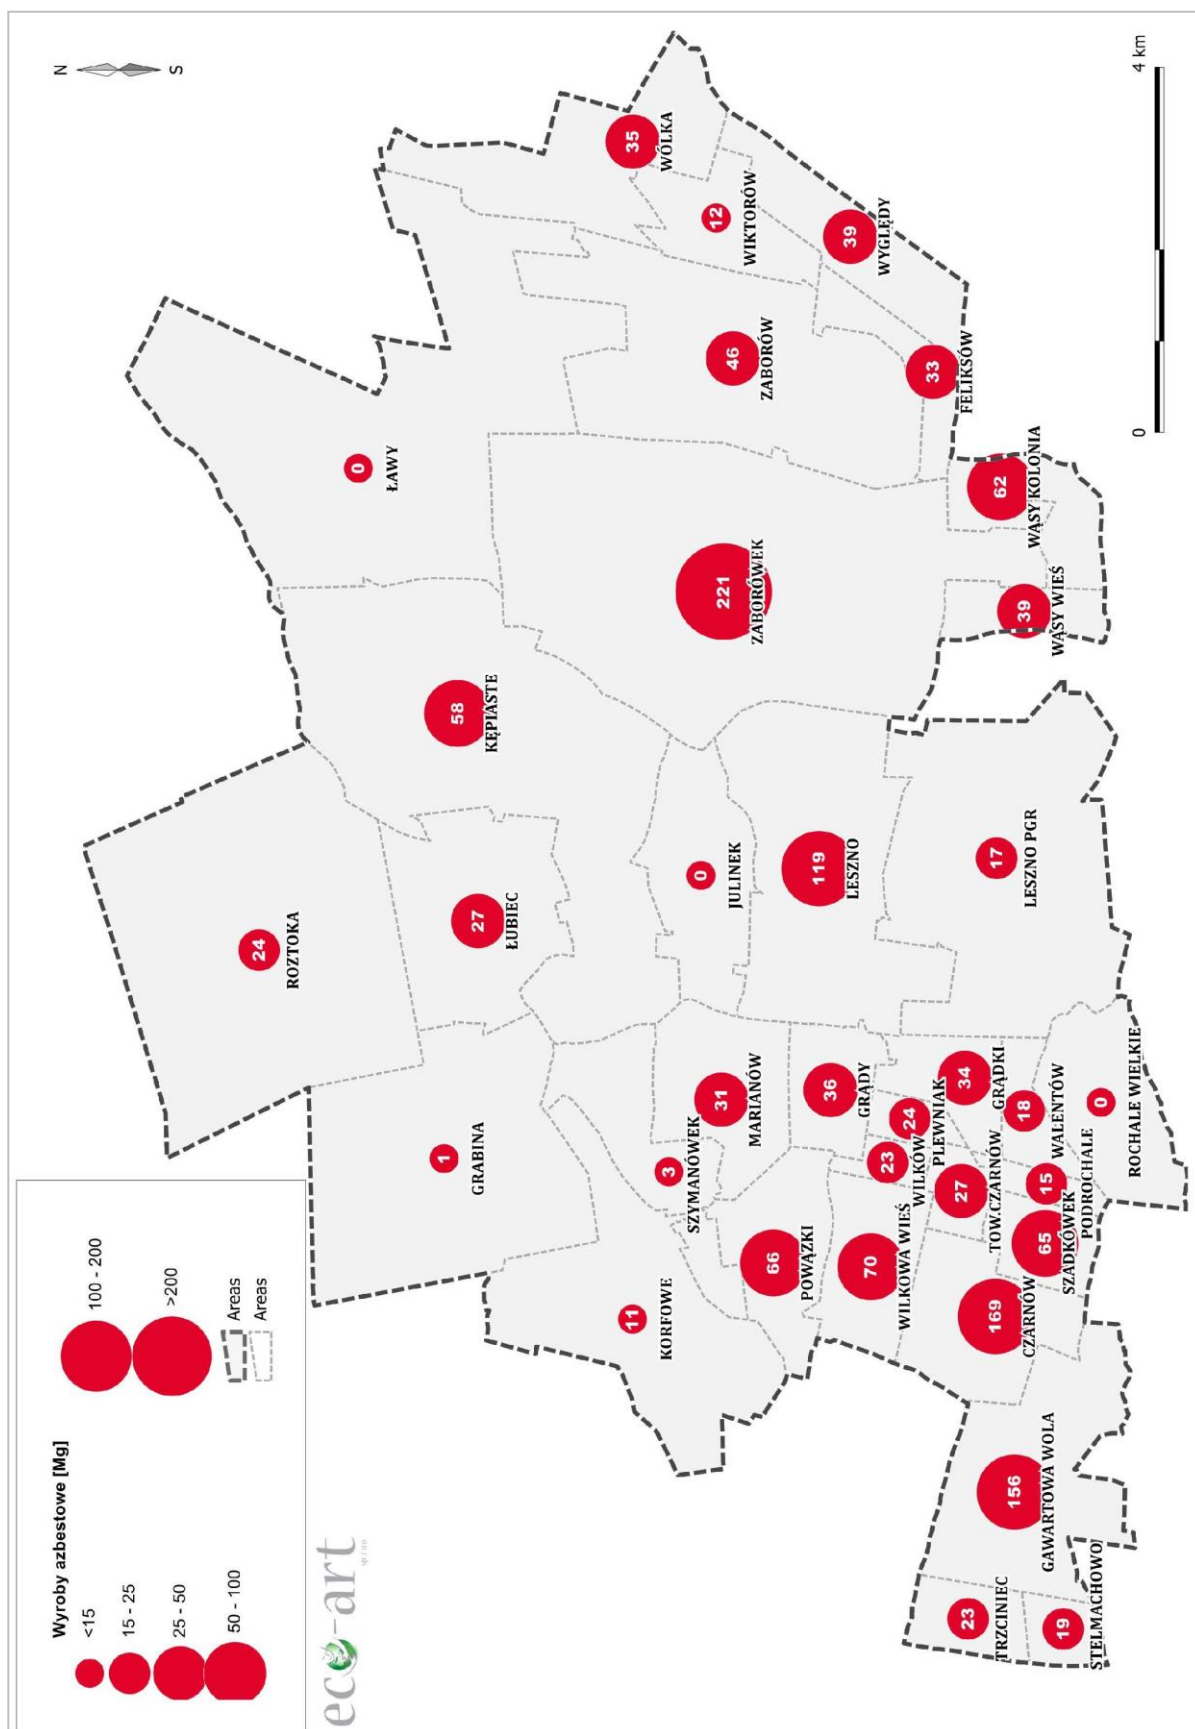 Wyroby azbestowe [Mg]
<15
15 - 25
25 - 50
50 - 100
100 - 200
>200
Areas
Areas
eco-art
sp.z o.o
N
S
24
ROZTOKA
0
ŁAWY
58
KĘPIASTE
27
ŁUBIEC
1
GRABINA
35
WÓLKA
12
WIKTORÓW
39
WYGLĘDY
46
ZABORÓW
33
FELIKSÓW
221
ZABORÓWEK
62
WĄSY KOLONIA
39
WĄSY WIEŚ
0
JULINEK
119
LESZNO
17
LESZNO PGR
11
KORFOWE
3
SZYMANÓWEK
31
MARIANÓW
66
POWĄZKI
36
GRĄDY
70
WILKOWA WIEŚ
23
WILKÓW
24
PLEWNIAK
34
GRĄDKI
27
TOW.CZARNÓW
18
WALENTÓW
15
PODROCHALE
65
SZADKÓWEK
169
CZARNÓW
0
ROCHALE WIELKIE
156
GAWARTOWA WOLA
23
TRZCINIEC
19
STELMACHOWO
0
4 km